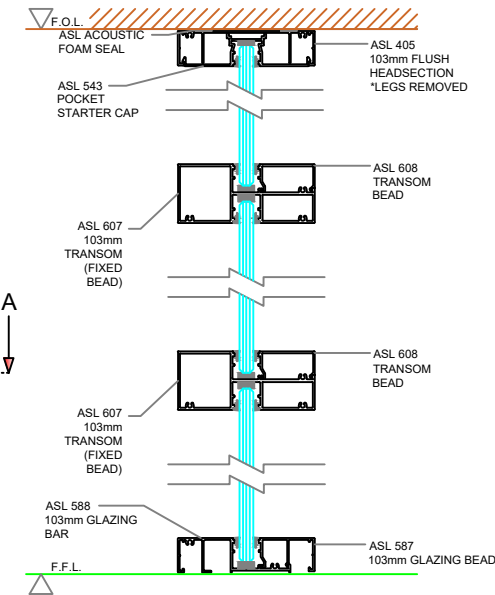 F.O.L.
ASL ACOUSTIC
FOAM SEAL
ASL 405
103mm FLUSH
HEADSECTION
*LEGS REMOVED
ASL 543
POCKET
STARTER CAP
ASL 608
TRANSOM
BEAD
ASL 607
103mm
TRANSOM
(FIXED
BEAD)
A
ASL 608
TRANSOM
BEAD
ASL 607
103mm
TRANSOM
(FIXED
BEAD)
ASL 588
103mm GLAZING
BAR
ASL 587
103mm GLAZING BEAD
F.F.L.